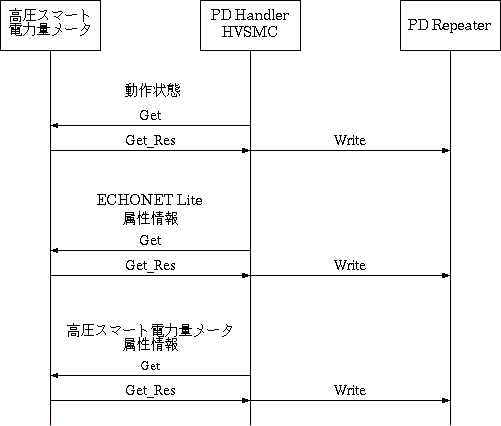 高圧スマート
電力量メータ
PD Handler
HVSMC
PD Repeater
動作状態
Get
Get_Res
Write
ECHONET Lite
属性情報
Get
Get_Res
Write
高圧スマート電力量メータ
属性情報
Get
Get_Res
Write